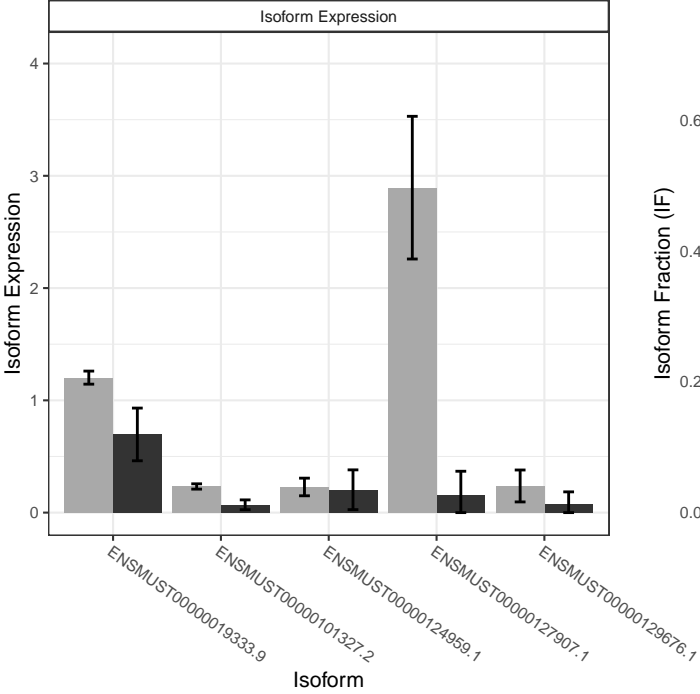 Isoform Expression
Isoform Expression
4
3
2
1
0
ENSMUST00000019333.9
ENSMUST00000101327.2
ENSMUST00000124959.1
ENSMUST00000127907.1
ENSMUST00000129676.1
Isoform
Isoform Fraction (IF)
0.6
0.4
0.2
0.0